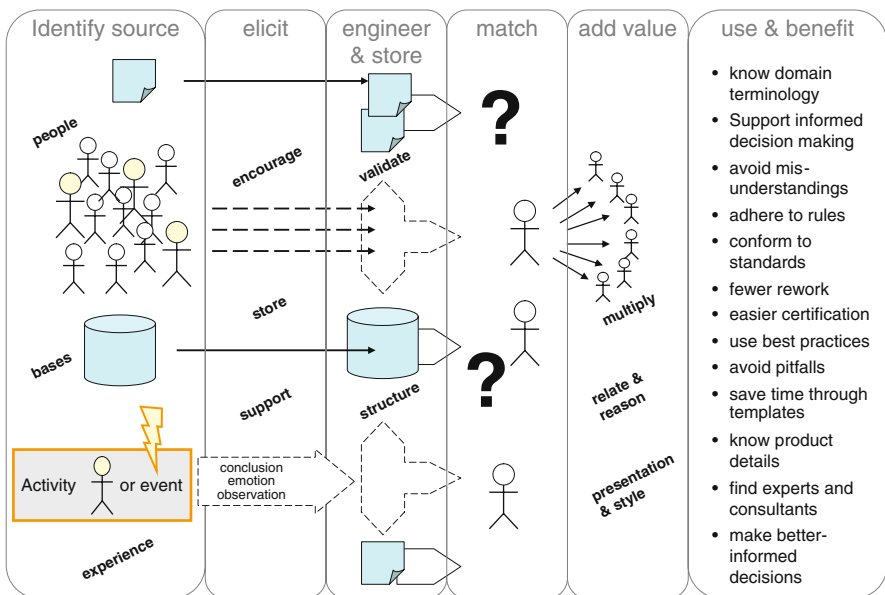 Identify source
people
bases
Activity
or event
experience
elicit
encourage
store
support
conclusion
emotion
observation
engineer
& store
validate
structure
match
?
?
add value
multiply
relate &
reason
presentation
& style
use & benefit
• know domain
terminology
• Support informed
decision making
• avoid mis-
understandings
• adhere to rules
• conform to
standards
• fewer rework
• easier certification
• use best practices
• avoid pitfalls
• save time through
templates
• know product
details
• find experts and
consultants
• make better-
informed
decisions